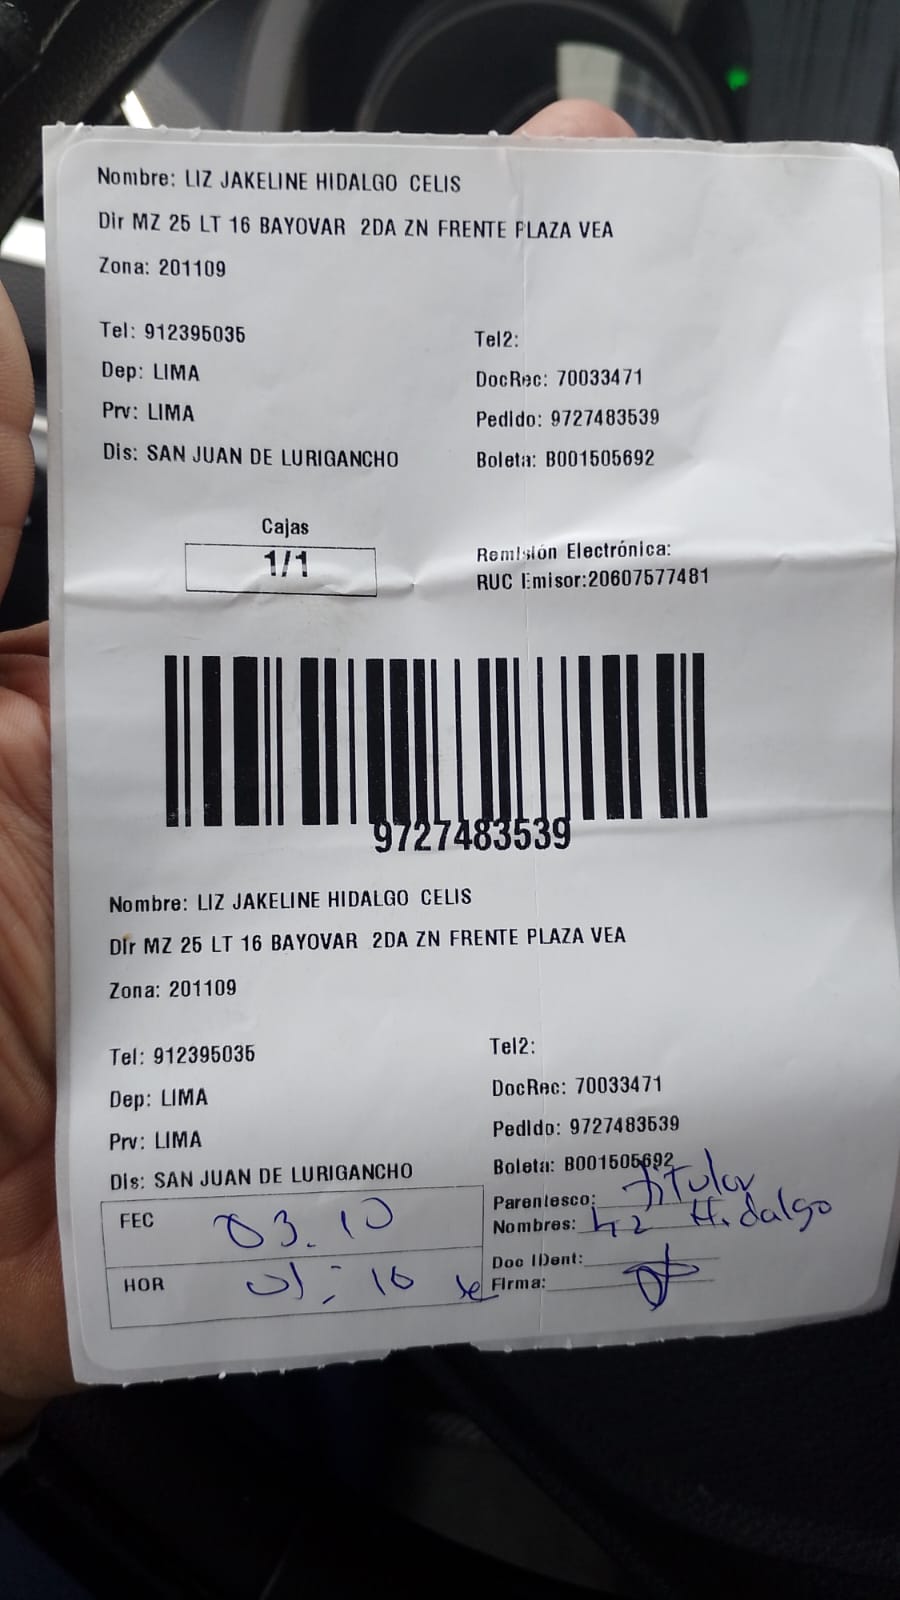 Nombre: LIZ JAKELINE HIDALGO CELIS
Dir MZ 25 LT 16 BAYOVAR 2DA ZN FRENTE PLAZA VEA
Zona: 201109
Tel: 912395035
Tel2:
Dep: LIMA
DocRec: 70033471
Prv: LIMA
Pedido: 9727483539
Dis: SAN JUAN DE LURIGANCHO
Boleta: B001505692
Cajas
1/1
Remisión Electrónica:
RUC Emisor:20607577481
9727483539
Nombre: LIZ JAKELINE HIDALGO CELIS
Dir MZ 25 LT 16 BAYOVAR 2DA ZN FRENTE PLAZA VEA
Zona: 201109
Tel: 912395035
Tel2:
Dep: LIMA
DocRec: 70033471
Prv: LIMA
Pedido: 9727483539
Dis: SAN JUAN DE LURIGANCHO
Boleta: B001505692
Parentesco: Titular
FEC 03.10
Nombres: Hidalgo
Doc IDent:
HOR 01:10
Firma: